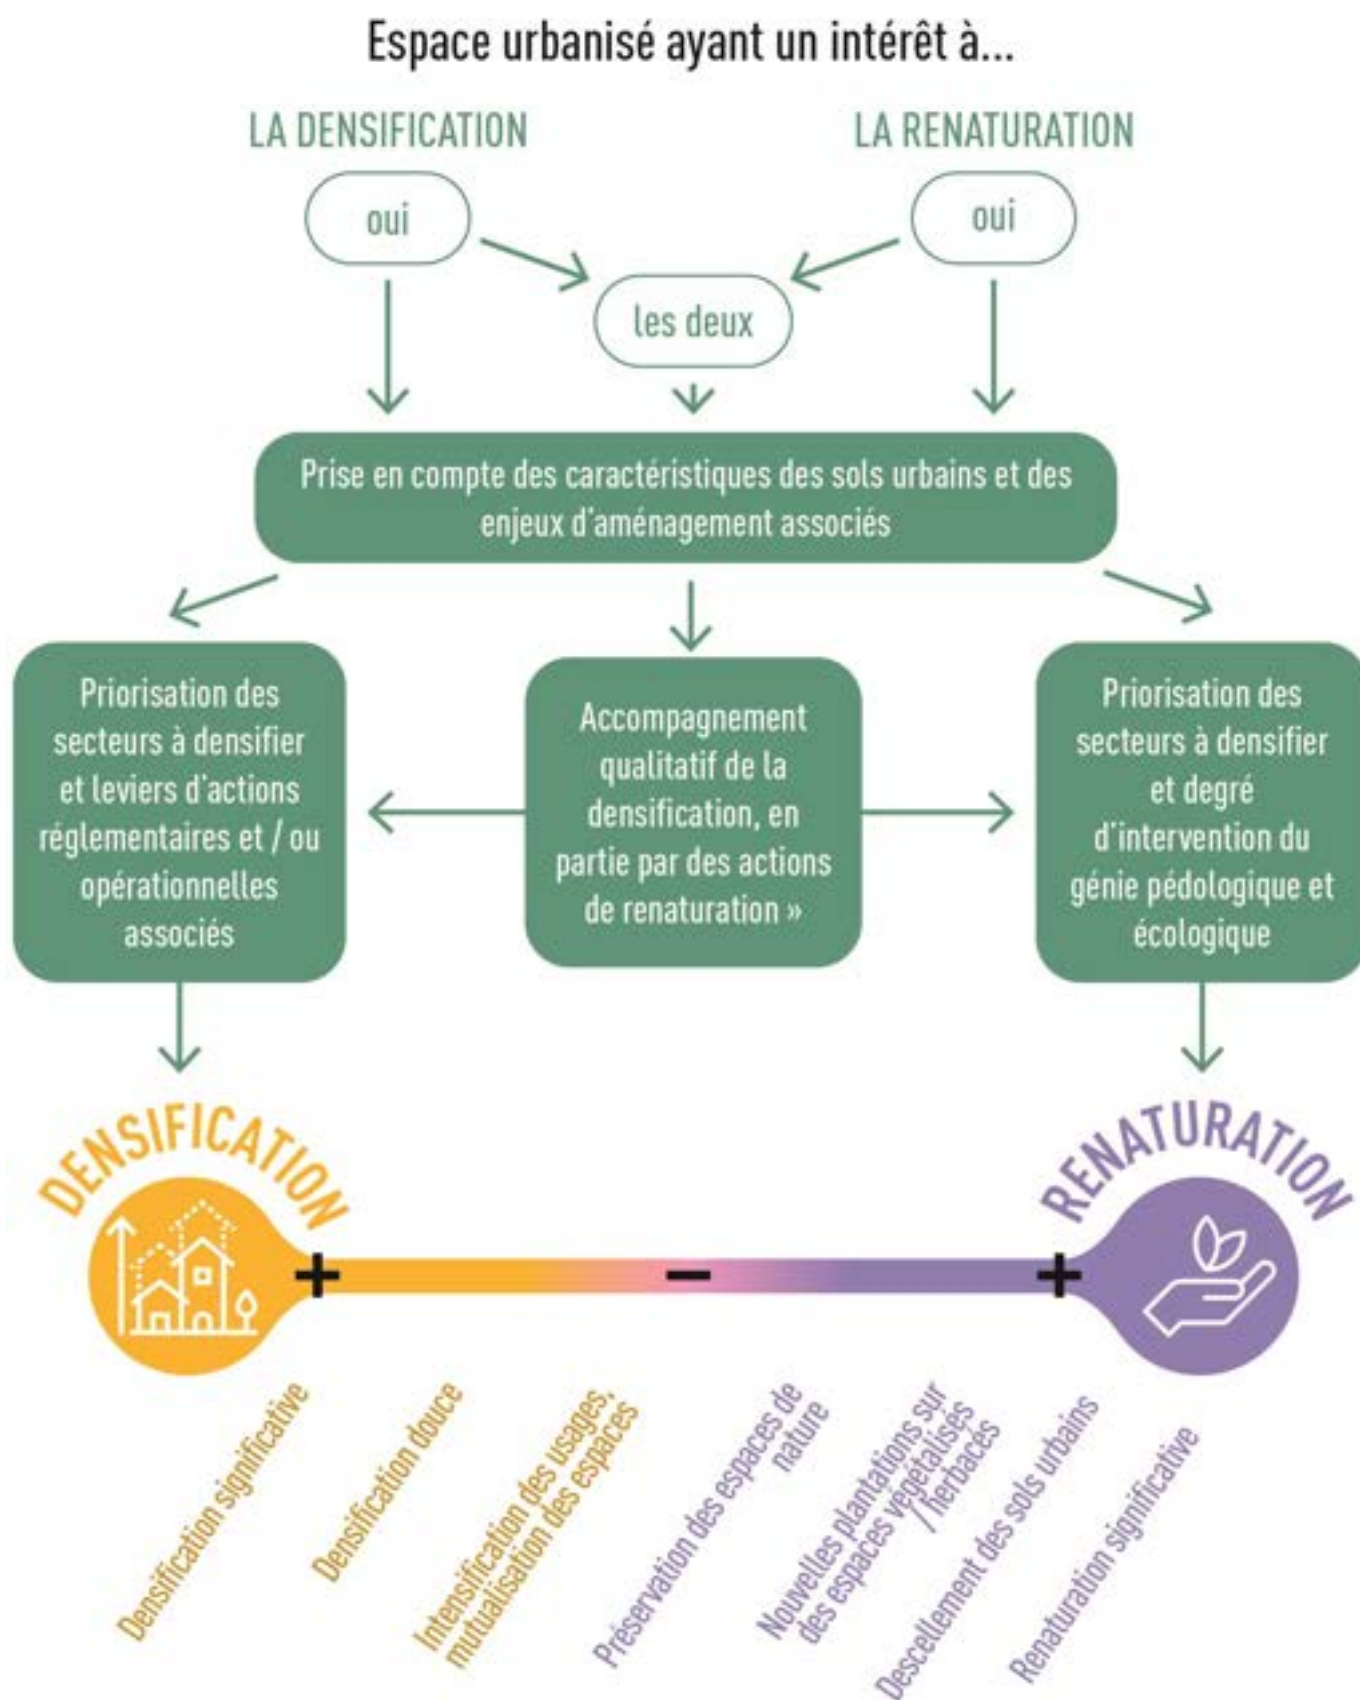 Espace urbanisé ayant un intérêt à...
LA DENSIFICATION
LA RENATURATION
oui
oui
les deux
Prise en compte des caractéristiques des sols urbains et des
enjeux d'aménagement associés
Priorisation des
secteurs à densifier
et leviers d'actions
réglementaires et / ou
opérationnelles
associés
Accompagnement
qualitatif de la
densification, en
partie par des actions
de renaturation »
Priorisation des
secteurs à densifier
et degré
d'intervention du
génie pédologique et
écologique
DENSIFICATION
RENATURATION
+
−
+
Densification significative
Densification douce
Intensification des usages,
mutualisation des espaces
Préservation des espaces de
nature
Nouvelles plantations sur
des espaces végétalisés
/ herbacés
Descellement des sols urbains
Renaturation significative